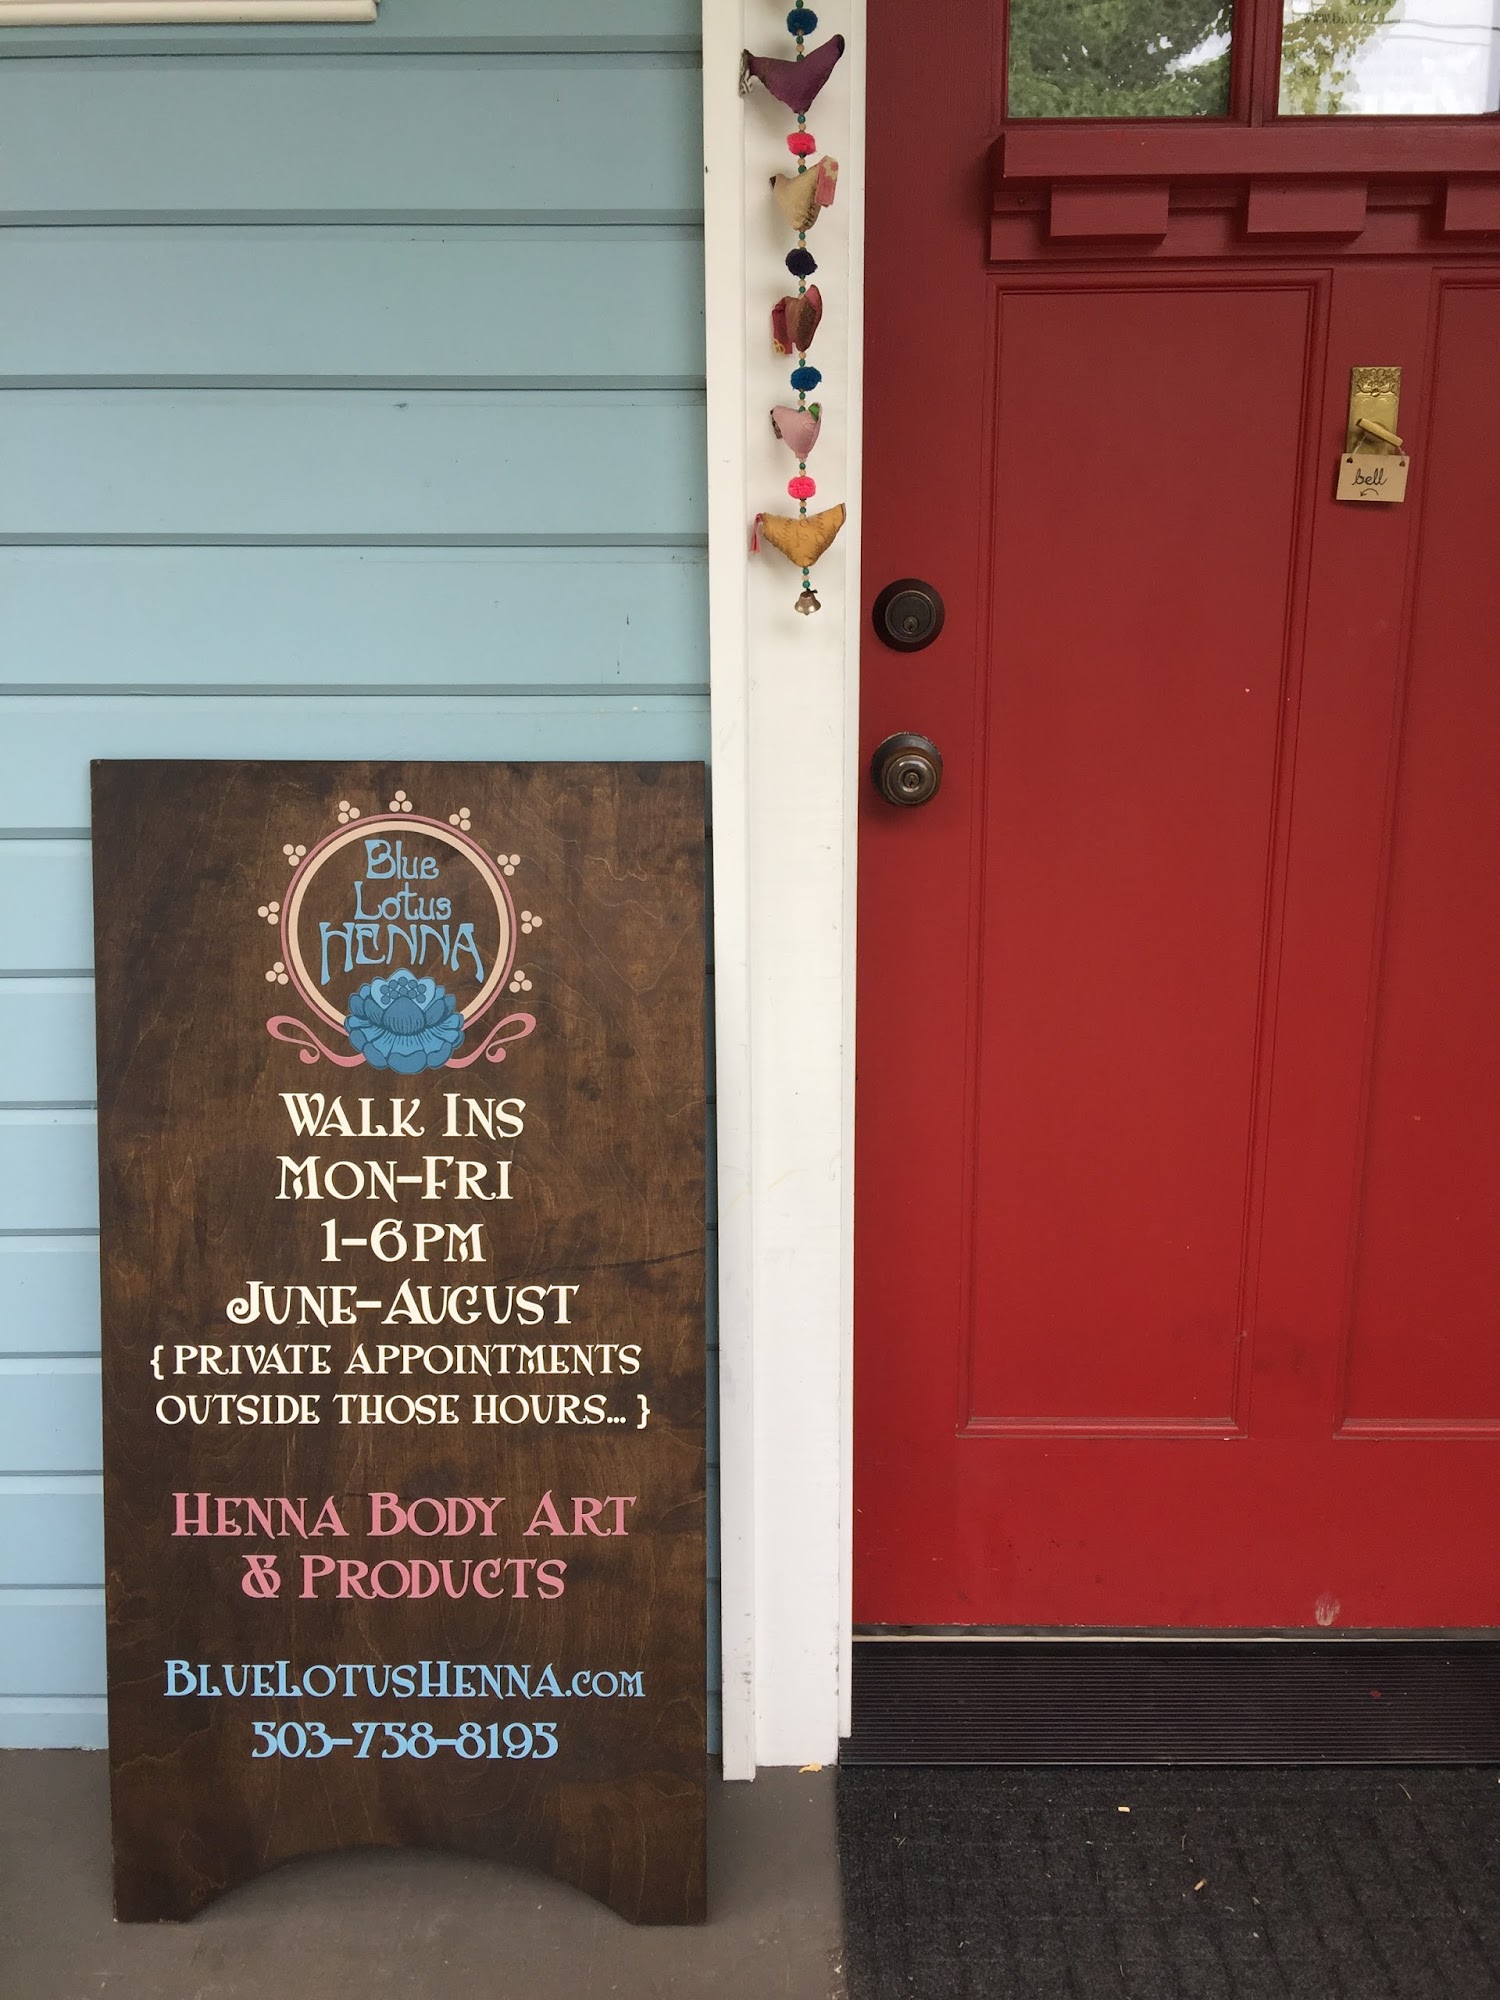 Blue
Lotus
HENNA
WALK INS
MON-FRI
1-6PM
JUNE-AUGUST
{ PRIVATE APPOINTMENTS
OUTSIDE THOSE HOURS... }
HENNA BODY ART
& PRODUCTS
BLUELOTUSHENNA.COM
503-758-8195
bell